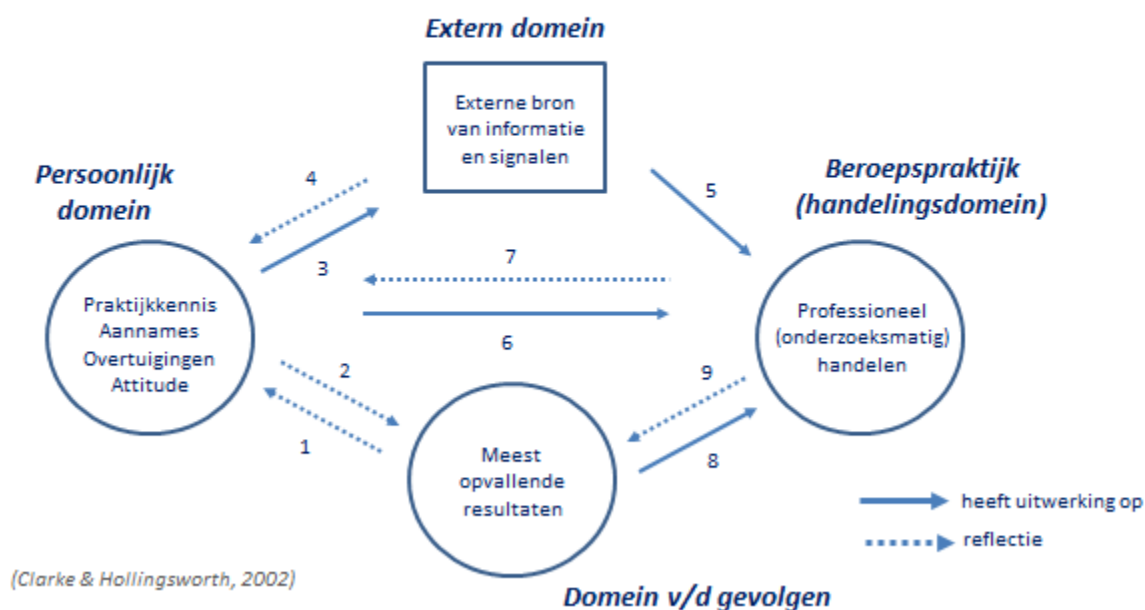 Extern domein
Externe bron
van informatie
en signalen
Persoonlijk
domein
4
3
5
Beroepspraktijk
(handelingsdomein)
7
6
Praktijkkennis
Aannames
Overtuigingen
Attitude
Professioneel
(onderzoeksmatig)
handelen
2
1
9
8
Meest
opvallende
resultaten
heeft uitwerking op
reflectie
(Clarke & Hollingsworth, 2002)
Domein v/d gevolgen